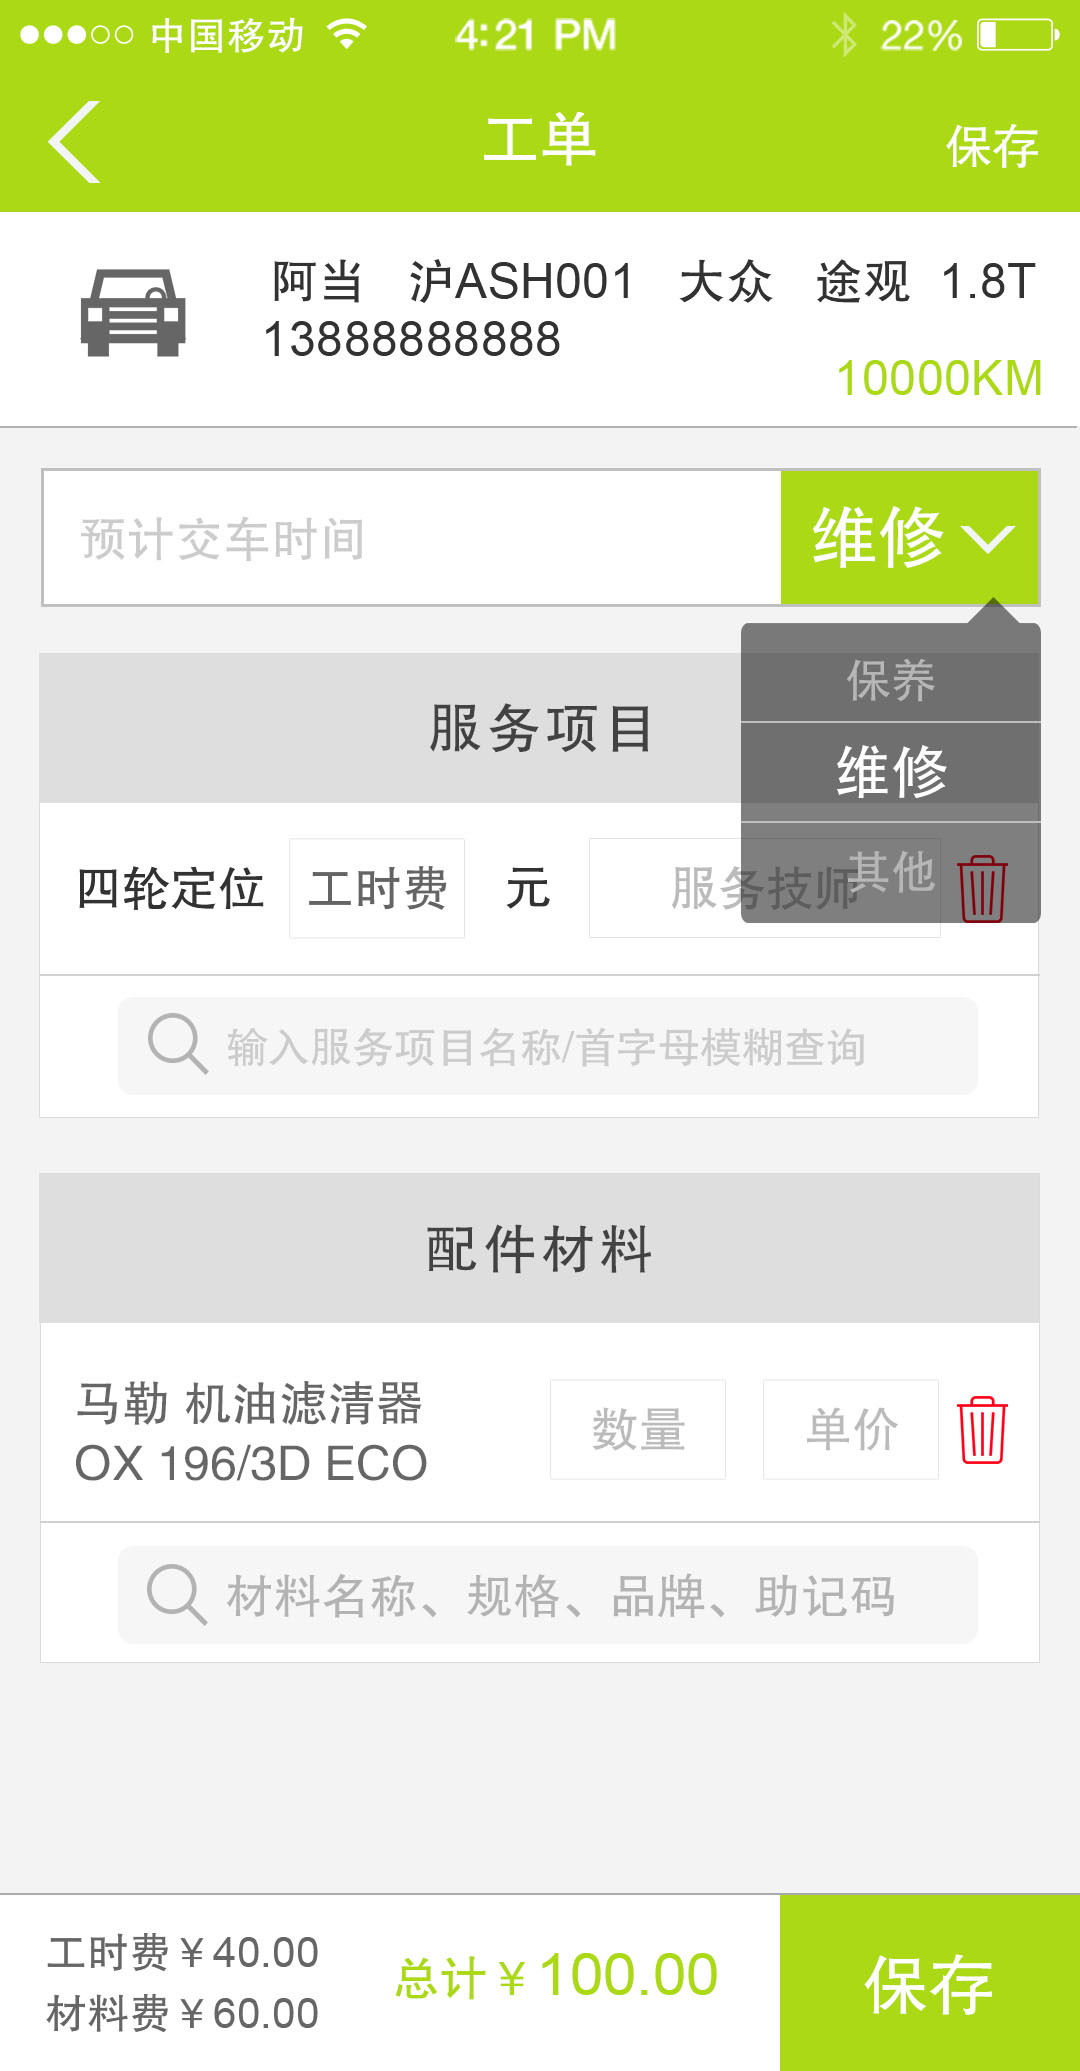 中国移动 4:21 PM 22%
工单 保存
阿当 沪ASH001 大众 途观 1.8T
13888888888
10000KM
预计交车时间 维修
保养
服务项目
维修
四轮定位 工时费 元 服务技师 其他
输入服务项目名称/首字母模糊查询
配件材料
马勒 机油滤清器
OX 196/3D ECO
数量 单价
材料名称、规格、品牌、助记码
工时费￥40.00
材料费￥60.00
总计￥100.00
保存